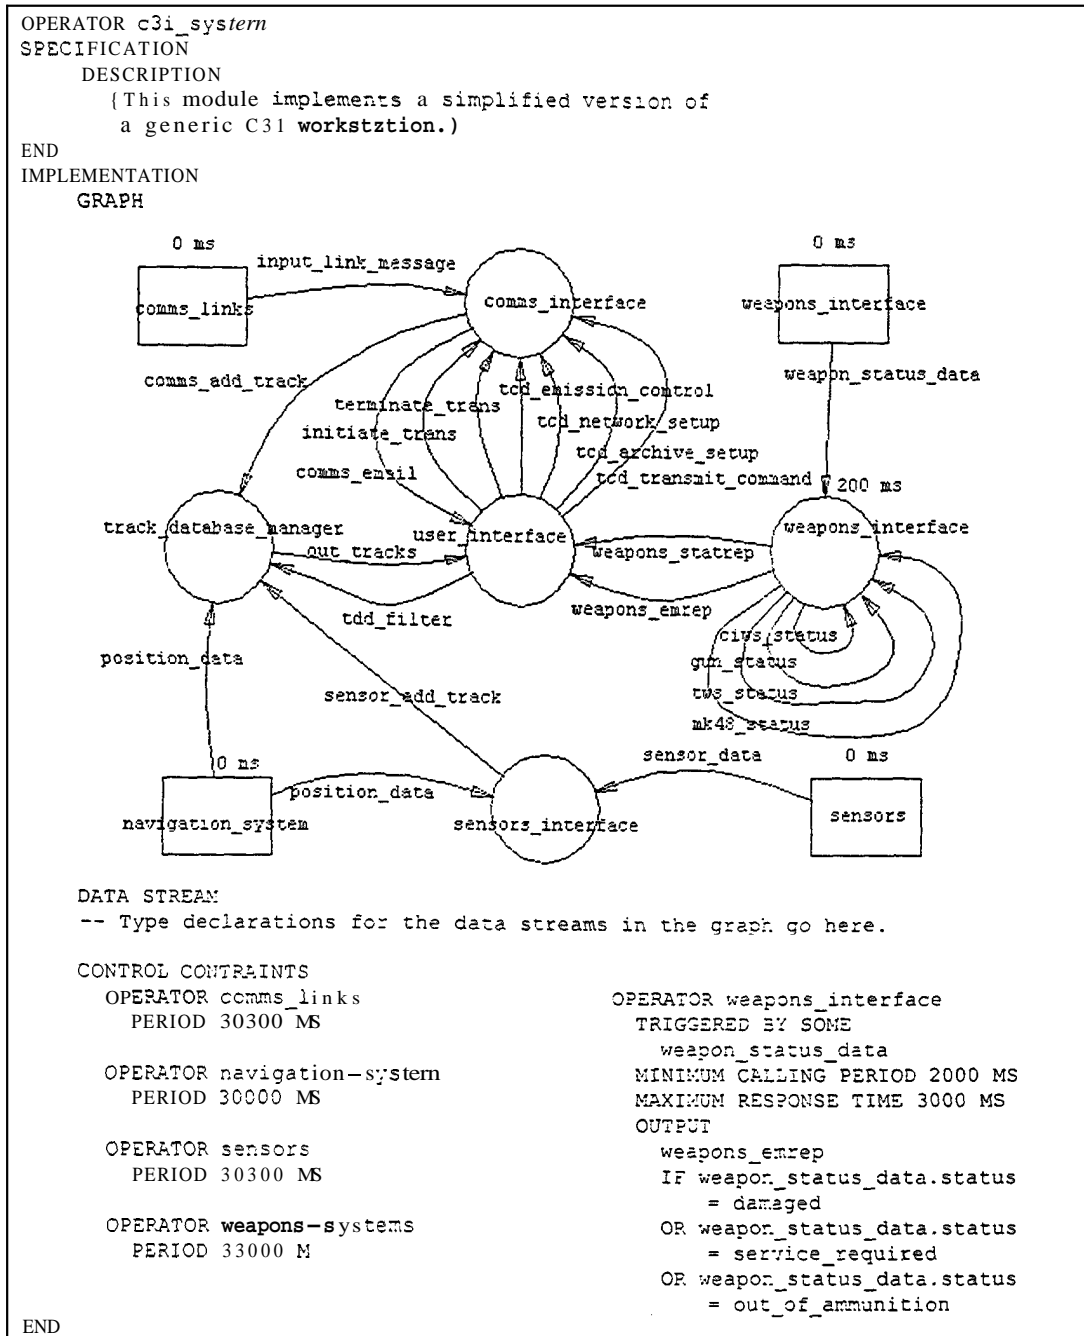 OPERATOR c3i_system
SPECIFICATION
DESCRIPTION
{This module implements a simplified version of
a generic C31 workstztion.)
END
IMPLEMENTATION
GRAPH
0 ms
0 ms
input_link_message
comms_links
comms_interface
weapons_interface
comms_add_track
weapon_status_data
tcd_emission_control
terminate_trans
tcd_network_setup
initiate_trans
tcd_archive_setup
comms_email
tcd_transmit_command
200 ms
track_database_manager
user_interface
weapons_interface
out_tracks
weapons_statrep
tdd_filter
weapons_emrep
ciws_status
position_data
gun_status
sensor_add_track
tws_status
mk48_status
0 ms
sensor_data
0 ms
position_data
navigation_system
sensors_interface
sensors
DATA STREAM
-- Type declarations for the data streams in the graph go here.
CONTROL CONTRAINTS
OPERATOR comms_links
PERIOD 30300 MS
OPERATOR navigation-system
PERIOD 30000 MS
OPERATOR sensors
PERIOD 30300 MS
OPERATOR weapons-systems
PERIOD 33000 M
OPERATOR weapons_interface
TRIGGERED BY SOME
weapon_status_data
MINIMUM CALLING PERIOD 2000 MS
MAXIMUM RESPONSE TIME 3000 MS
OUTPUT
weapons_emrep
IF weapon_status_data.status
= damaged
OR weapon_status_data.status
= service_required
OR weapon_status_data.status
= out_of_ammunition
END